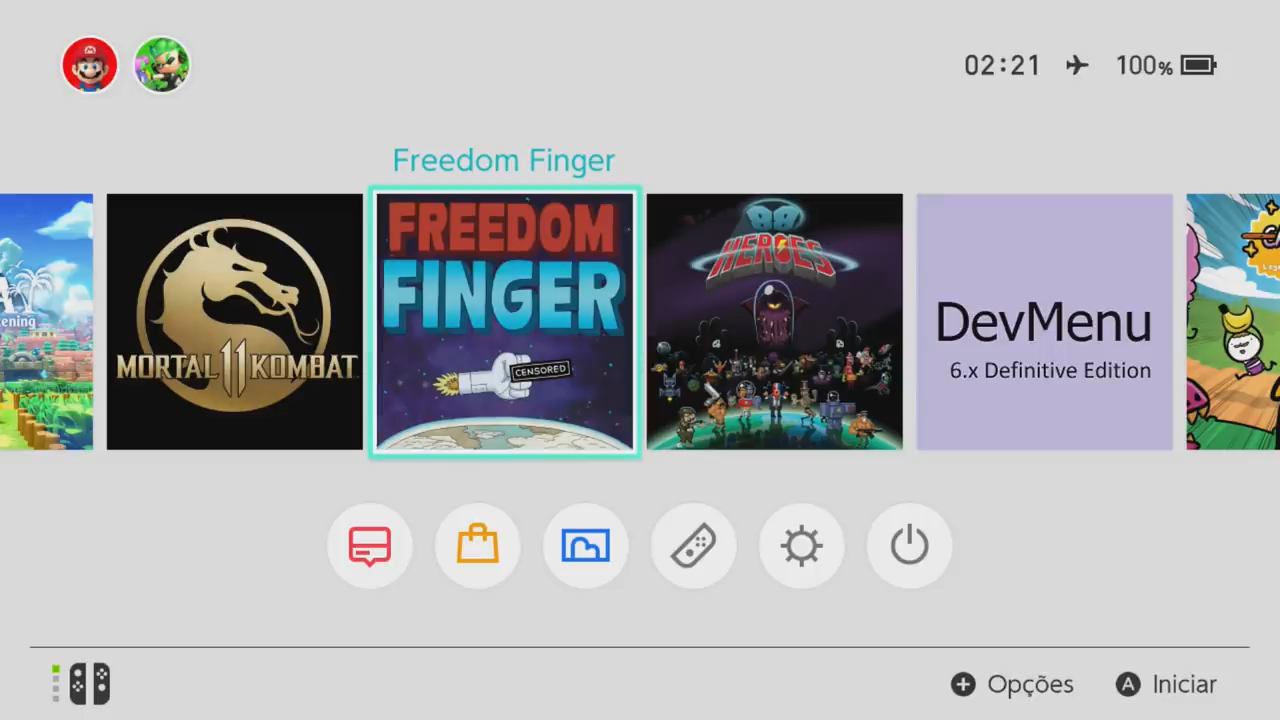 02:21
100%
Freedom Finger
ening
MORTAL 11 KOMBAT
FREEDOM
FINGER
CENSORED
88
HEROES
DevMenu
6.x Definitive Edition
Opções
A Iniciar